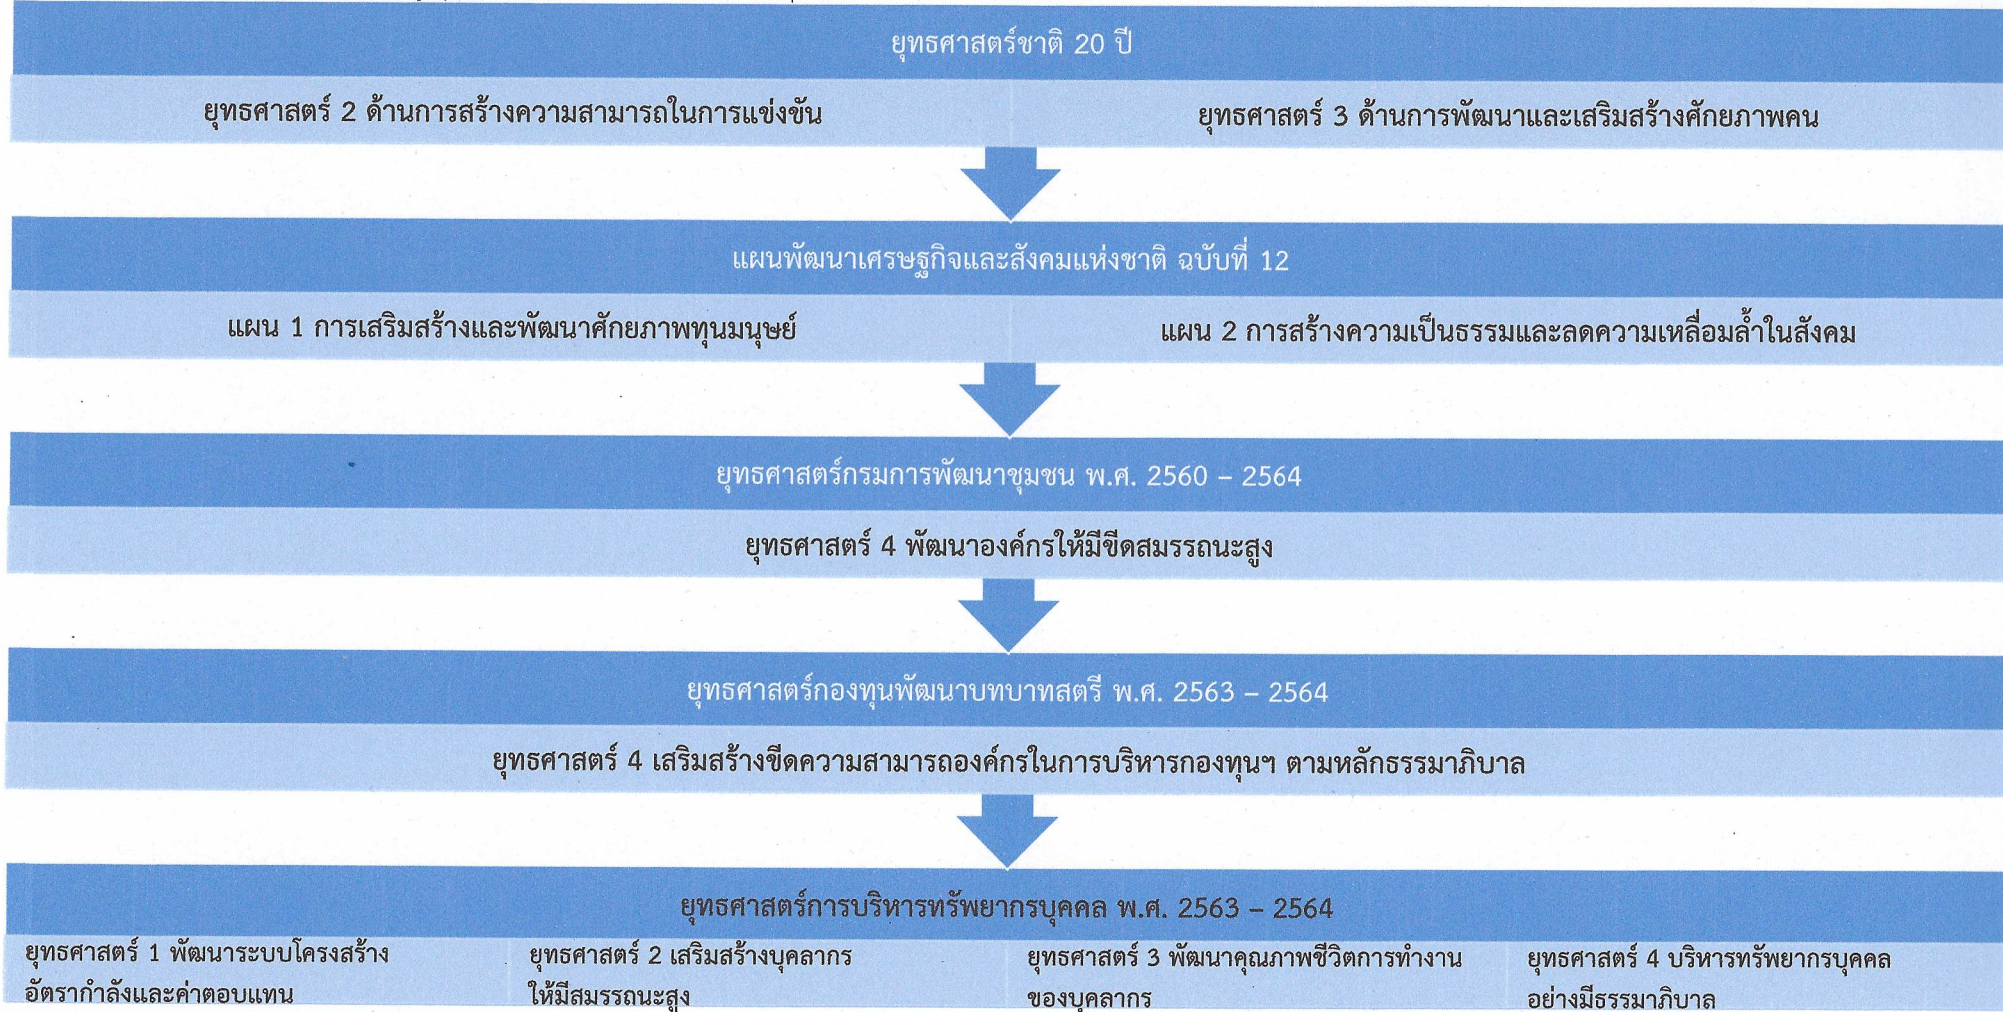 ยุทธศาสตร์ชาติ 20 ปี
ยุทธศาสตร์ 2 ด้านการสร้างความสามารถในการแข่งขัน
ยุทธศาสตร์ 3 ด้านการพัฒนาและเสริมสร้างศักยภาพคน
แผนพัฒนาเศรษฐกิจและสังคมแห่งชาติ ฉบับที่ 12
แผน 1 การเสริมสร้างและพัฒนาศักยภาพทุนมนุษย์
แผน 2 การสร้างความเป็นธรรมและลดความเหลื่อมล้ำในสังคม
ยุทธศาสตร์กรมการพัฒนาชุมชน พ.ศ. 2560 – 2564
ยุทธศาสตร์ 4 พัฒนาองค์กรให้มีขีดสมรรถนะสูง
ยุทธศาสตร์กองทุนพัฒนาบทบาทสตรี พ.ศ. 2563 – 2564
ยุทธศาสตร์ 4 เสริมสร้างขีดความสามารถองค์กรในการบริหารกองทุนฯ ตามหลักธรรมาภิบาล
ยุทธศาสตร์การบริหารทรัพยากรบุคคล พ.ศ. 2563 – 2564
ยุทธศาสตร์ 1 พัฒนาระบบโครงสร้าง
อัตรากำลังและค่าตอบแทน
ยุทธศาสตร์ 2 เสริมสร้างบุคลากร
ให้มีสมรรถนะสูง
ยุทธศาสตร์ 3 พัฒนาคุณภาพชีวิตการทำงาน
ของบุคลากร
ยุทธศาสตร์ 4 บริหารทรัพยากรบุคคล
อย่างมีธรรมาภิบาล